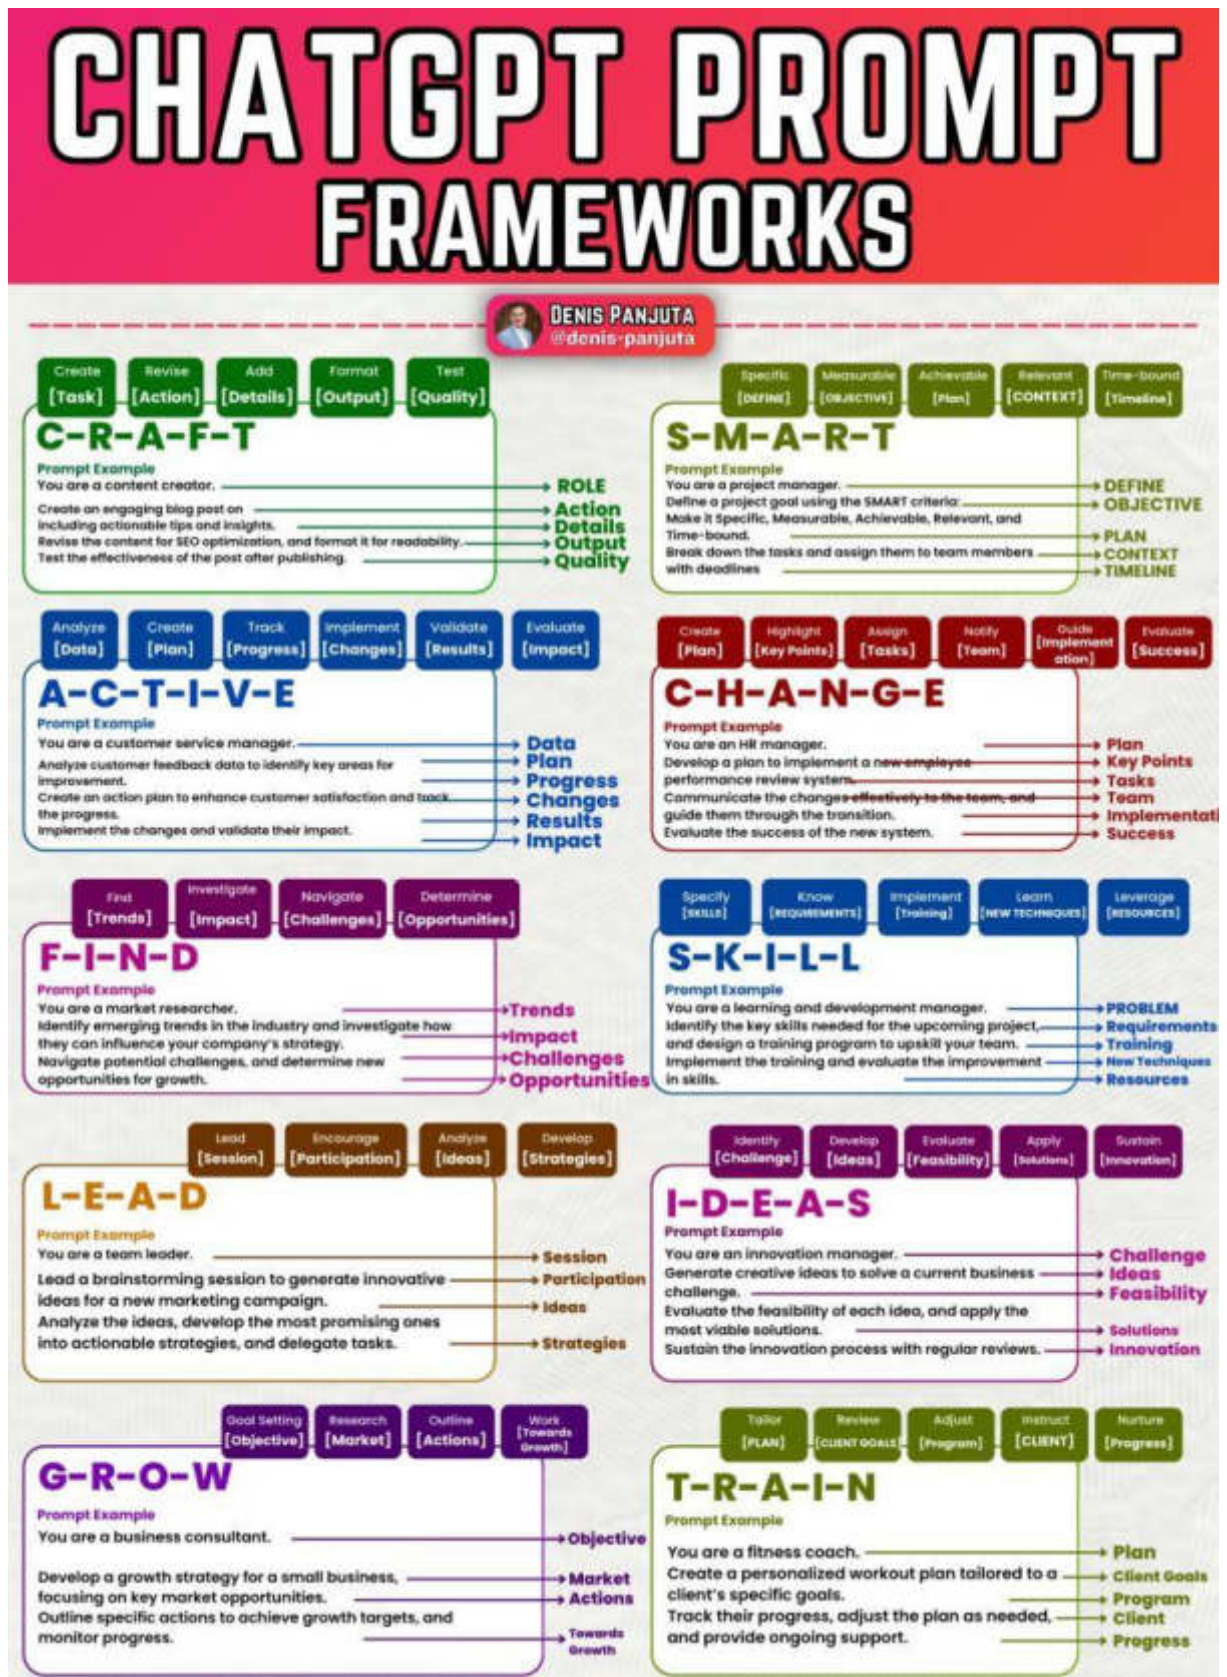 CHATGPT PROMPT
FRAMEWORKS
DENIS PANJUTA
@denis-panjuta
Create
[Task]
Revise
[Action]
Add
[Details]
Format
[Output]
Test
[Quality]
C-R-A-F-T
Prompt Example
You are a content creator.
Create an engaging blog post on
including actionable tips and insights.
Revise the content for SEO optimization, and format it for readability.
Test the effectiveness of the post after publishing.
ROLE
Action
Details
Output
Quality
Specific
[DEFINE]
Measurable
[OBJECTIVE]
Achievable
[Plan]
Relevant
[CONTEXT]
Time-bound
[Timeline]
S-M-A-R-T
Prompt Example
You are a project manager.
Define a project goal using the SMART criteria:
Make it Specific, Measurable, Achievable, Relevant, and
Time-bound.
Break down the tasks and assign them to team members
with deadlines
DEFINE
OBJECTIVE
PLAN
CONTEXT
TIMELINE
Analyze
[Data]
Create
[Plan]
Track
[Progress]
Implement
[Changes]
Validate
[Results]
Evaluate
[Impact]
A-C-T-I-V-E
Prompt Example
You are a customer service manager.
Analyze customer feedback data to identify key areas for
improvement.
Create an action plan to enhance customer satisfaction and track
the progress.
Implement the changes and validate their impact.
Data
Plan
Progress
Changes
Results
Impact
Create
[Plan]
Highlight
[Key Points]
Assign
[Tasks]
Notify
[Team]
Guide
[Implement
ation]
Evaluate
[Success]
C-H-A-N-G-E
Prompt Example
You are an HR manager.
Develop a plan to implement a new employee
performance review system.
Communicate the changes effectively to the team, and
guide them through the transition.
Evaluate the success of the new system.
Plan
Key Points
Tasks
Team
Implementati
Success
Find
[Trends]
Investigate
[Impact]
Navigate
[Challenges]
Determine
[Opportunities]
F-I-N-D
Prompt Example
You are a market researcher.
Identify emerging trends in the industry and investigate how
they can influence your company's strategy.
Navigate potential challenges, and determine new
opportunities for growth.
Trends
Impact
Challenges
Opportunities
Specify
[SKILLS]
Know
[REQUIREMENTS]
Implement
[Training]
Learn
[NEW TECHNIQUES]
Leverage
[RESOURCES]
S-K-I-L-L
Prompt Example
You are a learning and development manager.
Identify the key skills needed for the upcoming project,
and design a training program to upskill your team.
Implement the training and evaluate the improvement
in skills.
PROBLEM
Requirements
Training
New Techniques
Resources
Lead
[Session]
Encourage
[Participation]
Analyze
[Ideas]
Develop
[Strategies]
L-E-A-D
Prompt Example
You are a team leader.
Lead a brainstorming session to generate innovative
ideas for a new marketing campaign.
Analyze the ideas, develop the most promising ones
into actionable strategies, and delegate tasks.
Session
Participation
Ideas
Strategies
Identify
[Challenge]
Develop
[Ideas]
Evaluate
[Feasibility]
Apply
[Solutions]
Sustain
[Innovation]
I-D-E-A-S
Prompt Example
You are an innovation manager.
Generate creative ideas to solve a current business
challenge.
Evaluate the feasibility of each idea, and apply the
most viable solutions.
Sustain the innovation process with regular reviews.
Challenge
Ideas
Feasibility
Solutions
Innovation
Goal Setting
[Objective]
Research
[Market]
Outline
[Actions]
Work
[Towards
Growth]
G-R-O-W
Prompt Example
You are a business consultant.
Develop a growth strategy for a small business,
focusing on key market opportunities.
Outline specific actions to achieve growth targets, and
monitor progress.
Objective
Market
Actions
Towards
Growth
Tailor
[PLAN]
Review
[CLIENT GOALS]
Adjust
[Program]
Instruct
[CLIENT]
Nurture
[Progress]
T-R-A-I-N
Prompt Example
You are a fitness coach.
Create a personalized workout plan tailored to a
client's specific goals.
Track their progress, adjust the plan as needed,
and provide ongoing support.
Plan
Client Goals
Program
Client
Progress